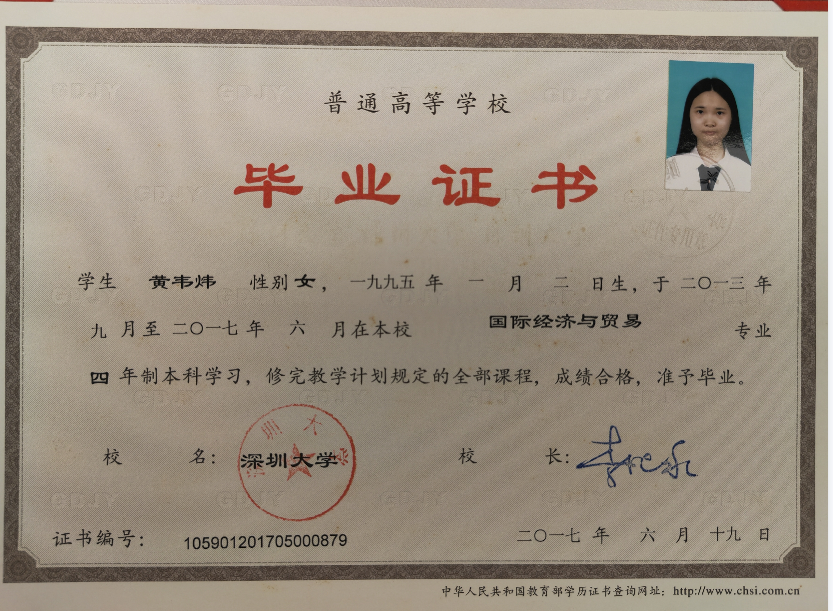 普通高等学校
毕业证书
学生 黄韦炜 性别 女， 一九九五 年 一 月 二 日生，于 二〇一三 年
九 月至 二〇一七 年 六 月在本校 国际经济与贸易 专业
四 年制本科学习，修完教学计划规定的全部课程，成绩合格，准予毕业。
校 名： 深圳大学 校 长：
证书编号： 105901201705000879 二〇一七 年 六 月 十九 日
中华人民共和国教育部学历证书查询网址：http://www.chsi.com.cn